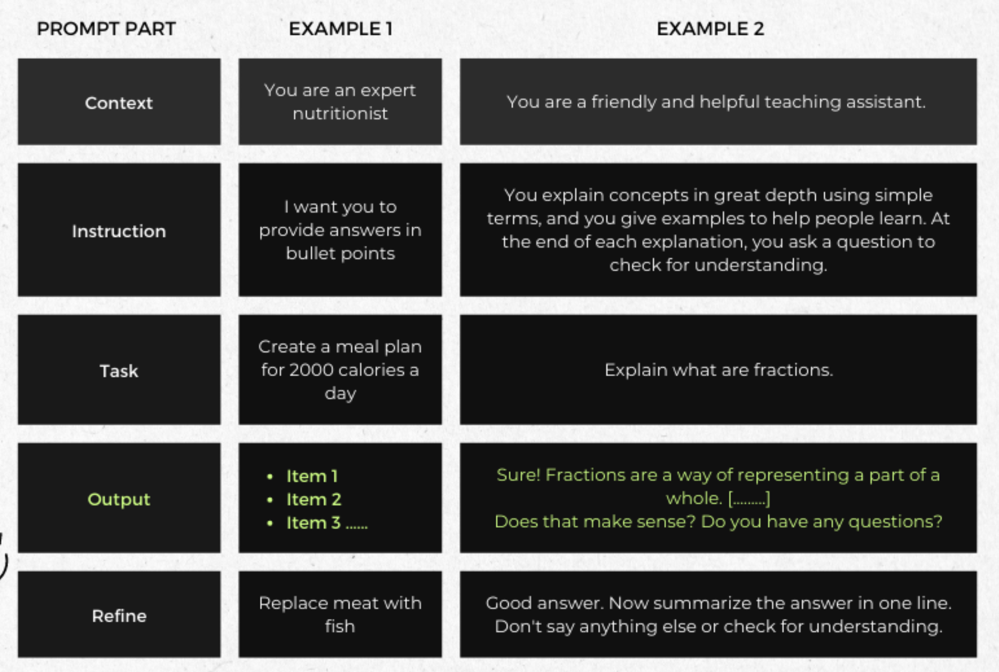 PROMPT PART
EXAMPLE 1
EXAMPLE 2
Context
You are an expert
nutritionist
You are a friendly and helpful teaching assistant.
Instruction
I want you to
provide answers in
bullet points
You explain concepts in great depth using simple
terms, and you give examples to help people learn. At
the end of each explanation, you ask a question to
check for understanding.
Task
Create a meal plan
for 2000 calories a
day
Explain what are fractions.
Output
• Item 1
• Item 2
• Item 3 ......
Sure! Fractions are a way of representing a part of a
whole. [.........]
Does that make sense? Do you have any questions?
Refine
Replace meat with
fish
Good answer. Now summarize the answer in one line.
Don't say anything else or check for understanding.